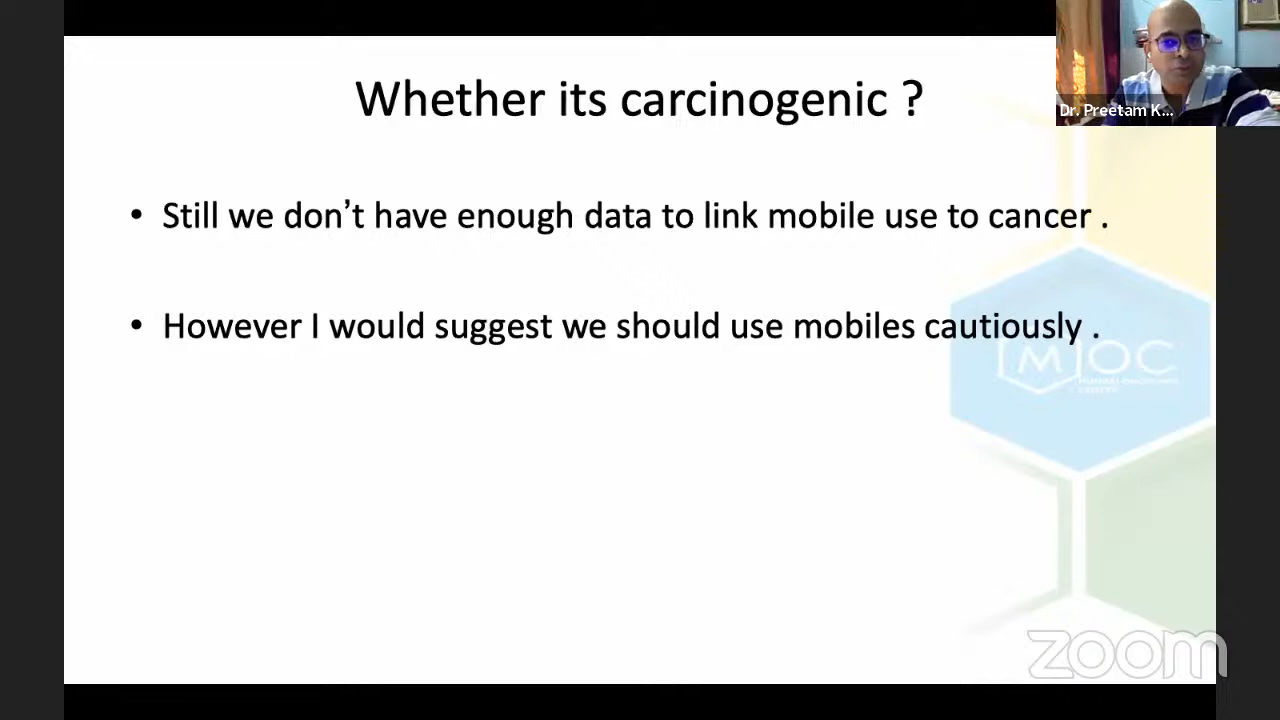 Whether its carcinogenic ?
Dr. Preetam K...
• Still we don’t have enough data to link mobile use to cancer .
• However I would suggest we should use mobiles cautiously .
MOC
zoom